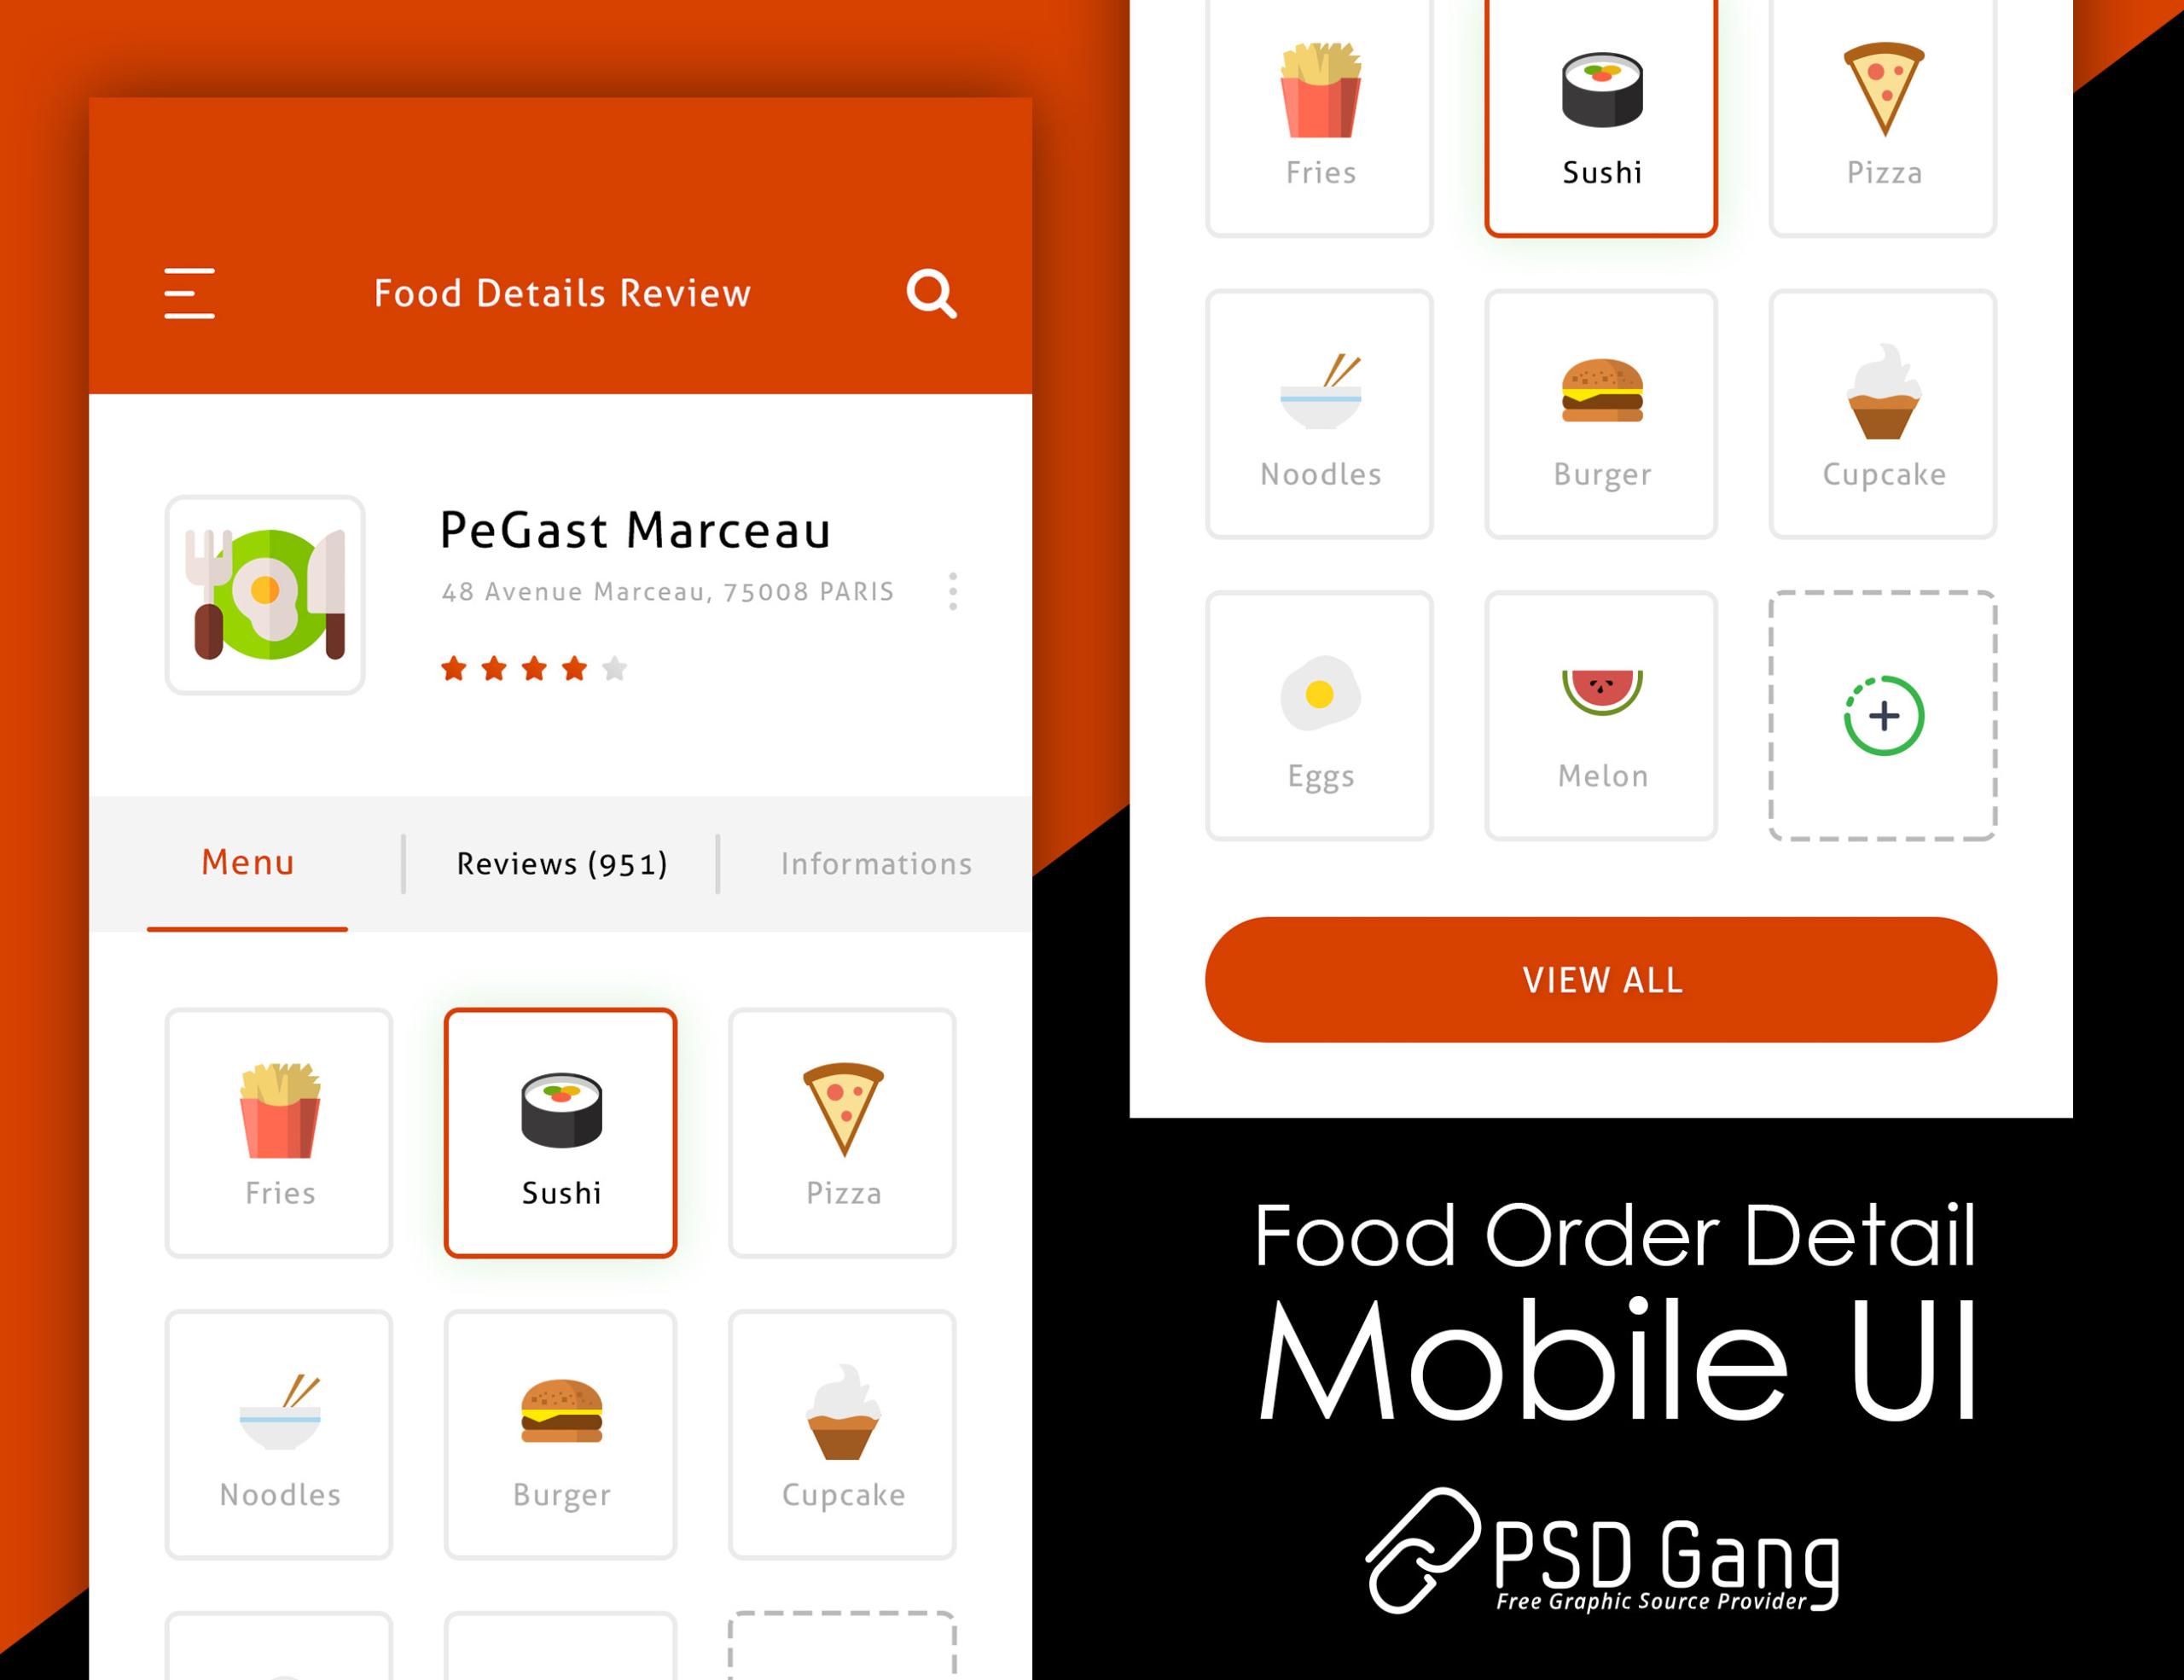 Food Details Review
PeGast Marceau
48 Avenue Marceau, 75008 PARIS
Menu
Reviews (951)
Informations
Fries
Sushi
Pizza
Noodles
Burger
Cupcake
Fries
Sushi
Pizza
Noodles
Burger
Cupcake
Eggs
Melon
VIEW ALL
Food Order Detail
Mobile UI
PSD Gang
Free Graphic Source Provider